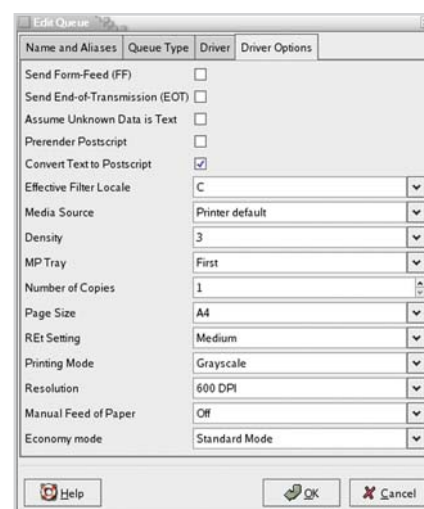 Edit Queue
Name and Aliases Queue Type Driver Driver Options
Send Form-Feed (FF)
Send End-of-Transmission (EOT)
Assume Unknown Data is Text
Prerender Postscript
Convert Text to Postscript
Effective Filter Locale C
Media Source Printer default
Density 3
MP Tray First
Number of Copies 1
Page Size A4
REt Setting Medium
Printing Mode Grayscale
Resolution 600 DPI
Manual Feed of Paper Off
Economy mode Standard Mode
Help OK Cancel